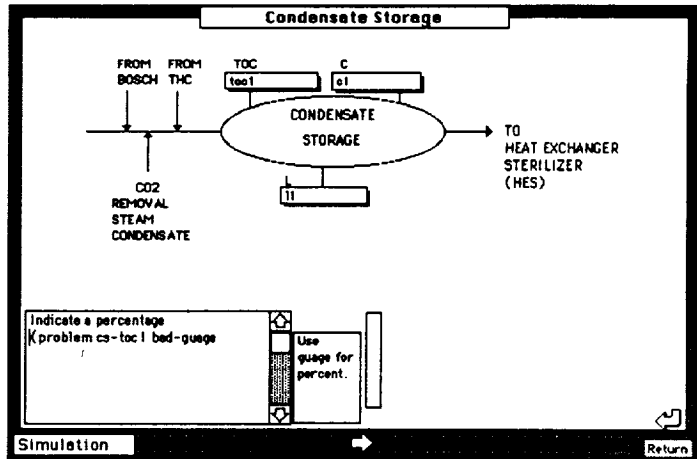 Condensate Storage
FROM
BOSCH
FROM
THC
TOC
toc1
C
c1
CONDENSATE
STORAGE
TO
HEAT EXCHANGER
STERILIZER
(HES)
L
l1
CO2
REMOVAL
STEAM
CONDENSATE
Indicate a percentage
(problem cs-toc1 bad-guage
Use
guage for
percent.
Simulation
Return